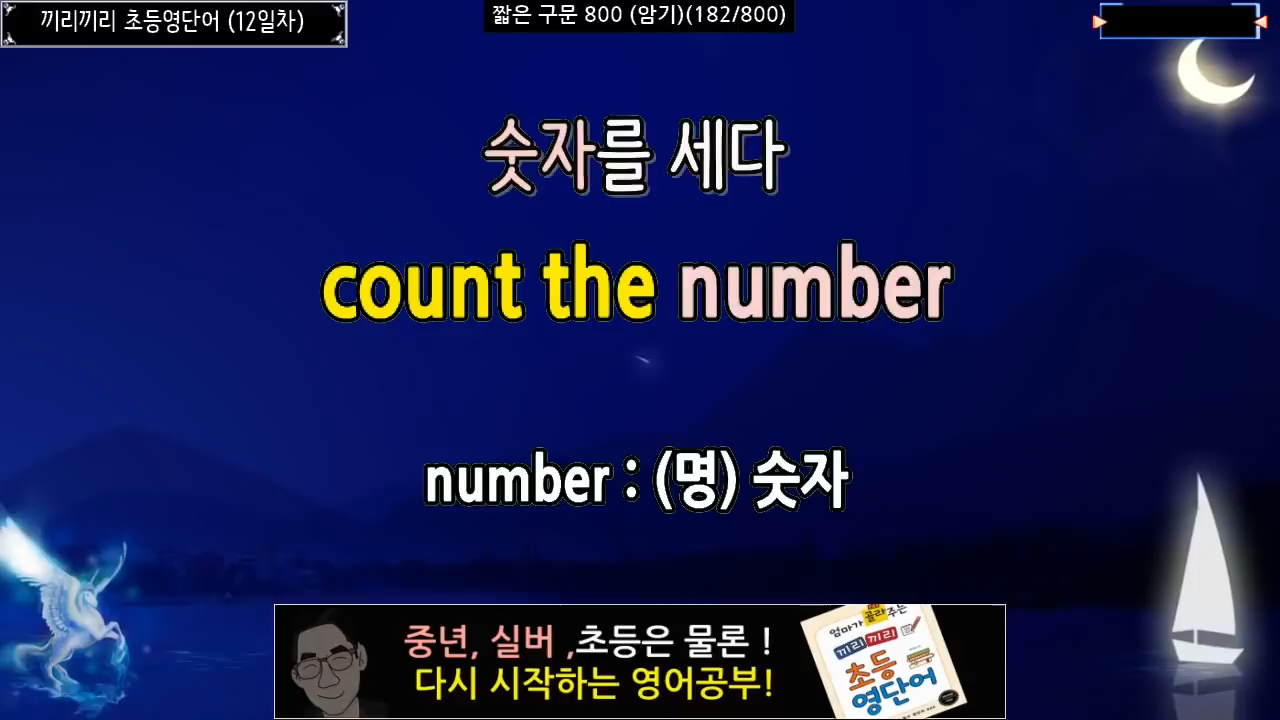 끼리끼리 초등영단어 (12일차)
짧은 구문 800 (암기)(182/800)
숫자를 세다
count the number
number : (명) 숫자
중년, 실버 ,초등은 물론 !
다시 시작하는 영어공부!
엄마가 골라주는
끼리끼리
초등
영단어